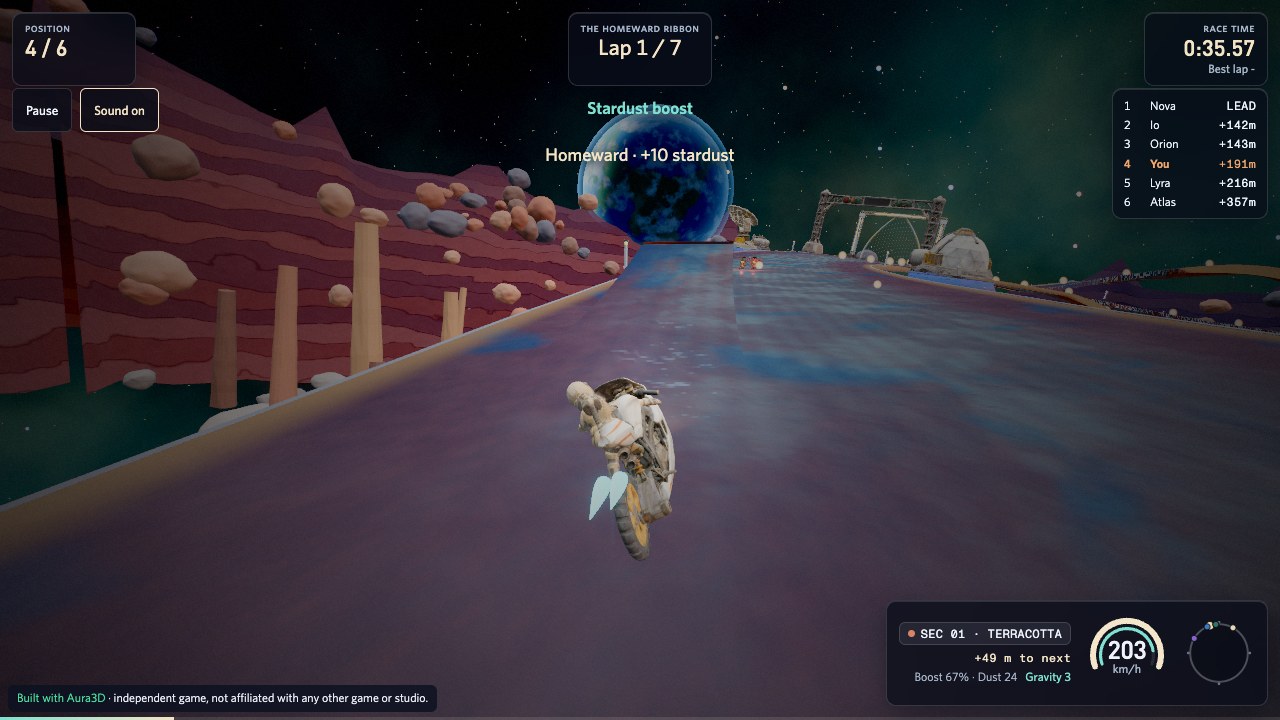 POSITION
4 / 6
Pause
Sound on
THE HOMEWARD RIBBON
Lap 1 / 7
Stardust boost
Homeward · +10 stardust
RACE TIME
0:35.57
Best lap -
1 Nova LEAD
2 Io +142m
3 Orion +143m
4 You +191m
5 Lyra +216m
6 Atlas +357m
SEC 01 · TERRACOTTA
+49 m to next
Boost 67% · Dust 24 Gravity 3
203
km/h
Built with Aura3D · independent game, not affiliated with any other game or studio.